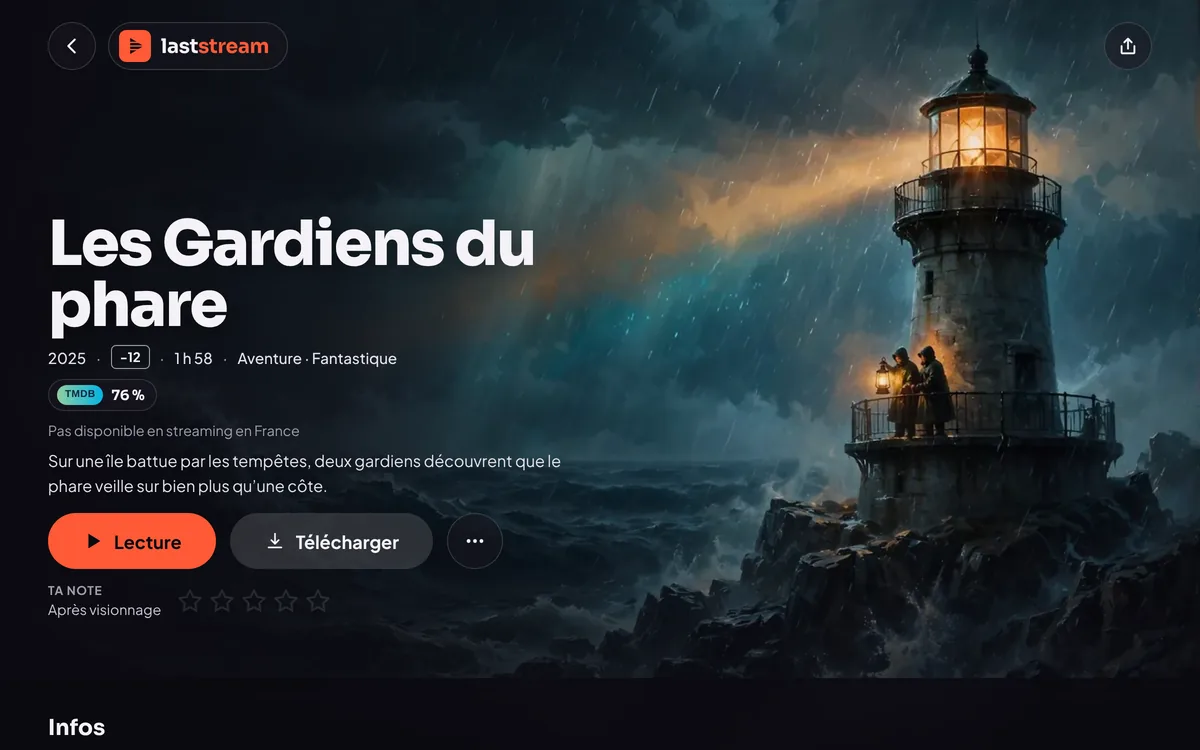 laststream
Les Gardiens du
phare
2025 · -12 · 1 h 58 · Aventure · Fantastique
TMDB 76 %
Pas disponible en streaming en France
Sur une île battue par les tempêtes, deux gardiens découvrent que le
phare veille sur bien plus qu’une côte.
Lecture Télécharger
TA NOTE
Après visionnage
Infos